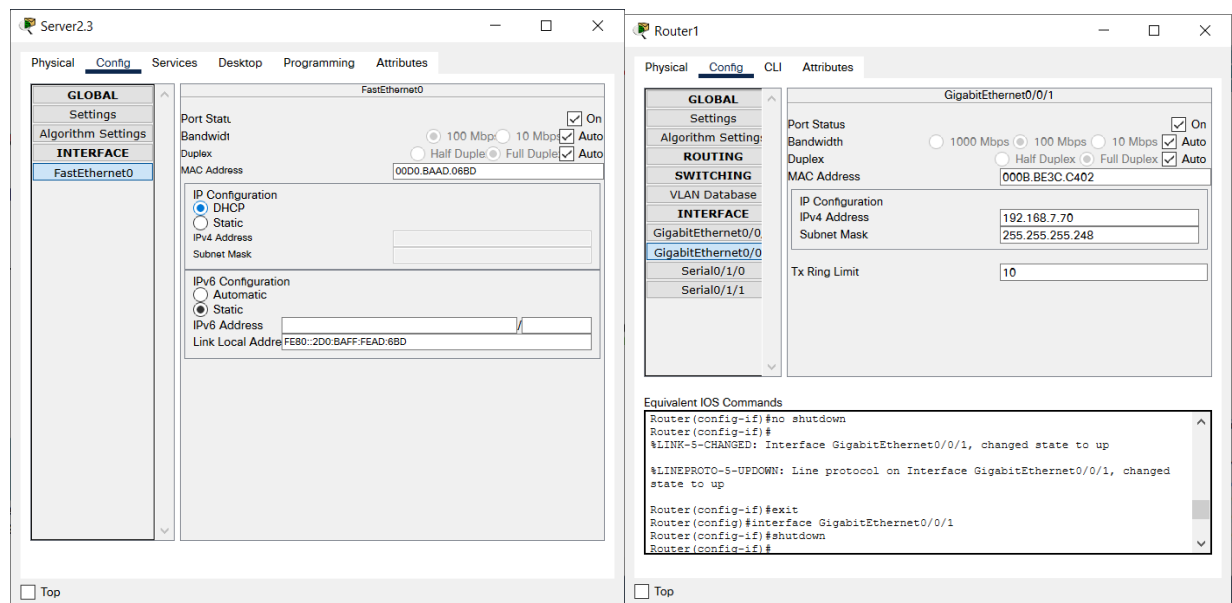 Server2.3
Physical Config Services Desktop Programming Attributes
GLOBAL
Settings
Algorithm Settings
INTERFACE
FastEthernet0
FastEthernet0
Port Statu
On
Bandwidt
100 Mbp 10 Mbps Auto
Duplex
Half Duple Full Duple Auto
MAC Address
00D0.BAAD.06BD
IP Configuration
DHCP
Static
IPv4 Address
Subnet Mask
IPv6 Configuration
Automatic
Static
IPv6 Address
/
Link Local Addre FE80::2D0:BAFF:FEAD:6BD
Top
Router1
Physical Config CLI Attributes
GLOBAL
Settings
Algorithm Setting
ROUTING
SWITCHING
VLAN Database
INTERFACE
GigabitEthernet0/0
GigabitEthernet0/0
Serial0/1/0
Serial0/1/1
GigabitEthernet0/0/1
Port Status
On
Bandwidth
1000 Mbps 100 Mbps 10 Mbps Auto
Duplex
Half Duplex Full Duplex Auto
MAC Address
000B.BE3C.C402
IP Configuration
IPv4 Address
192.168.7.70
Subnet Mask
255.255.255.248
Tx Ring Limit
10
Equivalent IOS Commands
Router(config-if)#no shutdown
Router(config-if)#
%LINK-5-CHANGED: Interface GigabitEthernet0/0/1, changed state to up
%LINEPROTO-5-UPDOWN: Line protocol on Interface GigabitEthernet0/0/1, changed
state to up
Router(config-if)#exit
Router(config)#interface GigabitEthernet0/0/1
Router(config-if)#shutdown
Router(config-if)#
Top